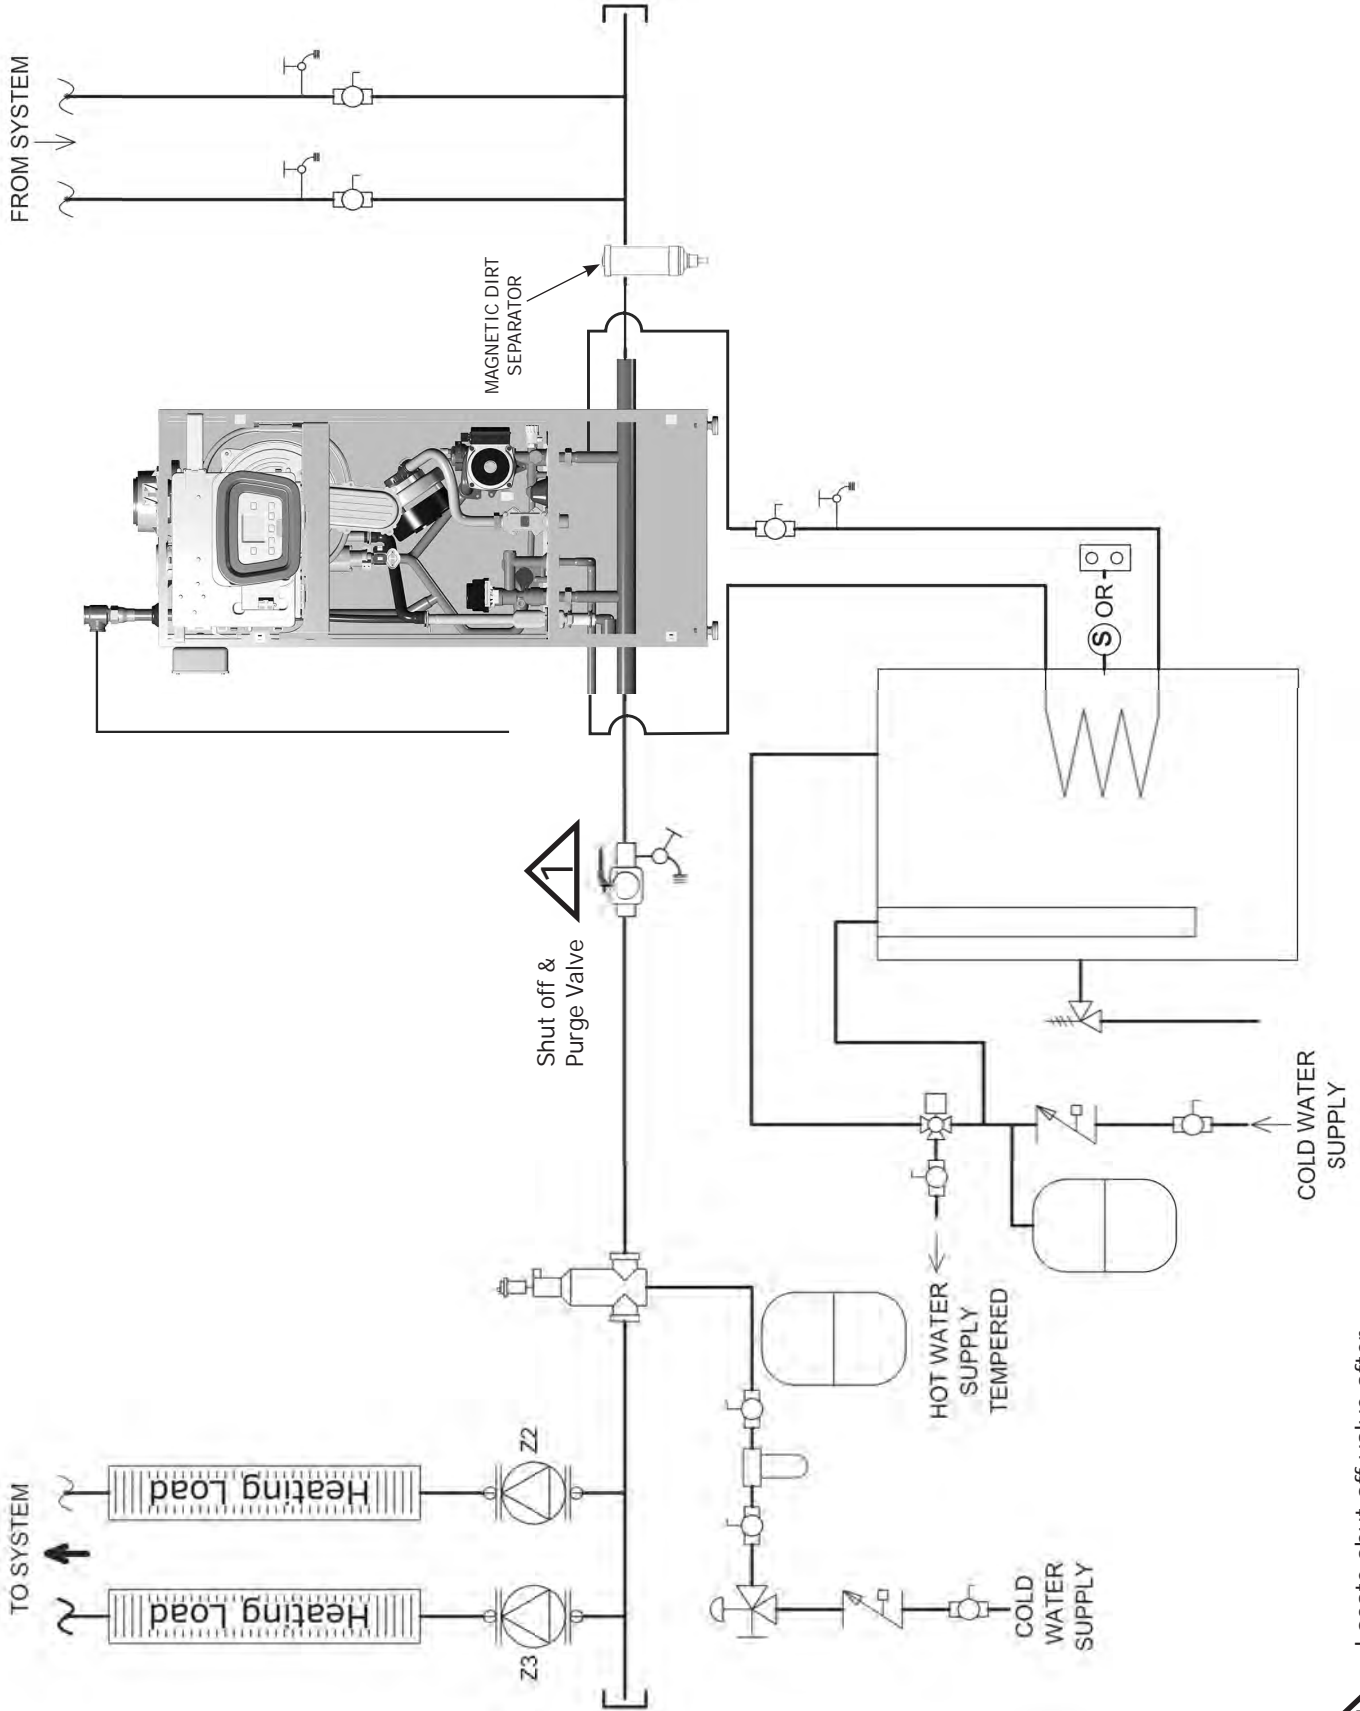 TO SYSTEM
FROM SYSTEM
Heating Load
Heating Load
Z3
Z2
Shut off &
Purge Valve
1
MAGNETIC DIRT
SEPARATOR
COLD
WATER
SUPPLY
HOT WATER
SUPPLY
TEMPERED
COLD WATER
SUPPLY
S OR